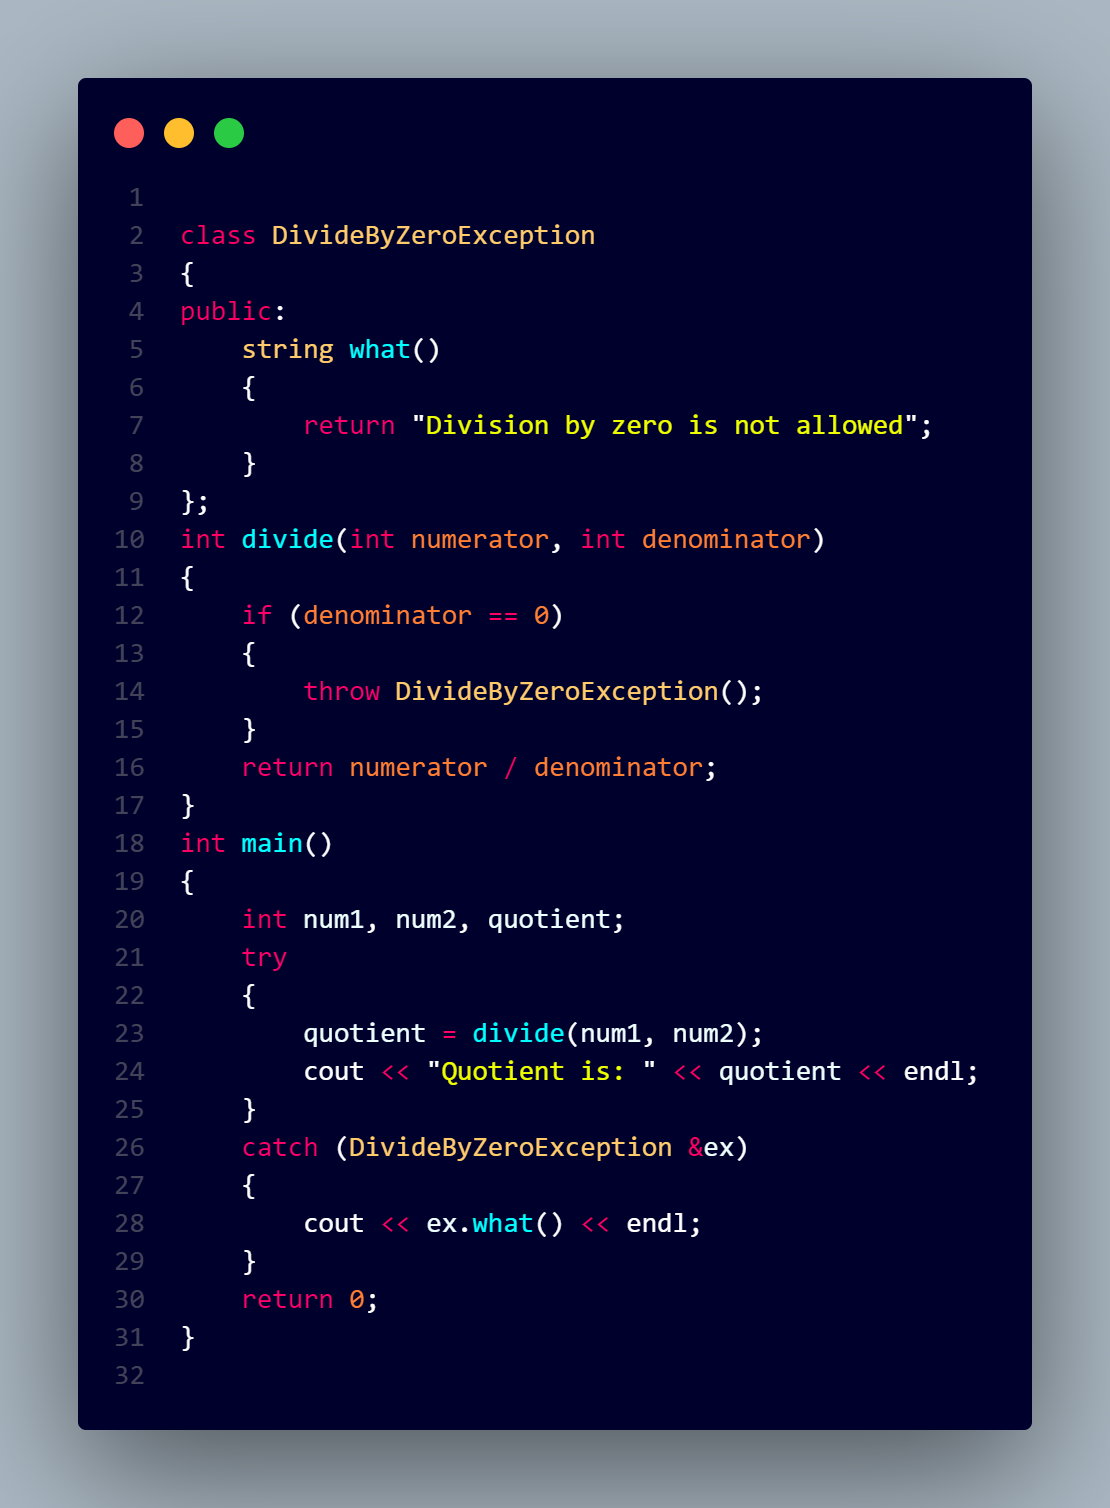 1
2 class DivideByZeroException
3 {
4 public:
5     string what()
6     {
7         return "Division by zero is not allowed";
8     }
9 };
10 int divide(int numerator, int denominator)
11 {
12     if (denominator == 0)
13     {
14         throw DivideByZeroException();
15     }
16     return numerator / denominator;
17 }
18 int main()
19 {
20     int num1, num2, quotient;
21     try
22     {
23         quotient = divide(num1, num2);
24         cout << "Quotient is: " << quotient << endl;
25     }
26     catch (DivideByZeroException &ex)
27     {
28         cout << ex.what() << endl;
29     }
30     return 0;
31 }
32